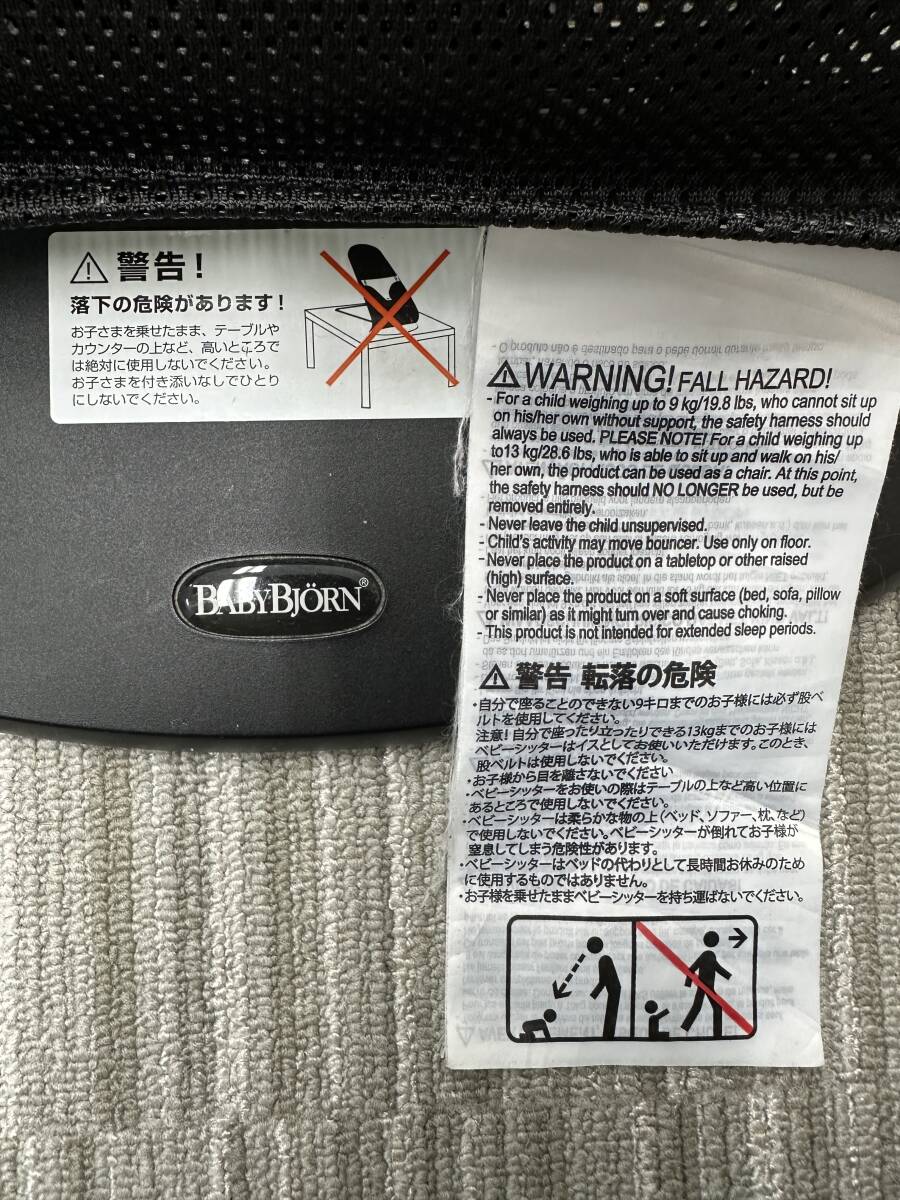 警告！
落下の危険があります！
お子さまを乗せたまま、テーブルや
カウンターの上など、高いところで
は絶対に使用しないでください。
お子さまを付き添いなしでひとり
にしないでください。
BABYBJÖRN®
WARNING! FALL HAZARD!
- For a child weighing up to 9 kg/19.8 lbs, who cannot sit up
on his/her own without support, the safety harness should
always be used. PLEASE NOTE! For a child weighing up
to13 kg/28.6 lbs, who is able to sit up and walk on his/
her own, the product can be used as a chair. At this point,
the safety harness should NO LONGER be used, but be
removed entirely.
- Never leave the child unsupervised.
- Child's activity may move bouncer. Use only on floor.
- Never place the product on a tabletop or other raised
(high) surface.
- Never place the product on a soft surface (bed, sofa, pillow
or similar) as it might turn over and cause choking.
- This product is not intended for extended sleep periods.
警告 転落の危険
・自分で座ることのできない9キロまでのお子様には必ず股ベ
ルトを使用してください。
注意！自分で座ったり立ったりできる13kgまでのお子様には
ベビーシッターはイスとしてお使いいただけます。このとき、
股ベルトは使用しないでください。
・お子様から目を離さないでください
・ベビーシッターをお使いの際はテーブルの上など高い位置に
あるところで使用しないでください。
・ベビーシッターは柔らかな物の上（ベッド、ソファー、枕、など）
で使用しないでください。ベビーシッターが倒れてお子様が
窒息してしまう危険性があります。
・ベビーシッターはベッドの代わりとして長時間お休みのため
に使用するものではありません。
・お子様を乗せたままベビーシッターを持ち運ばないでください。